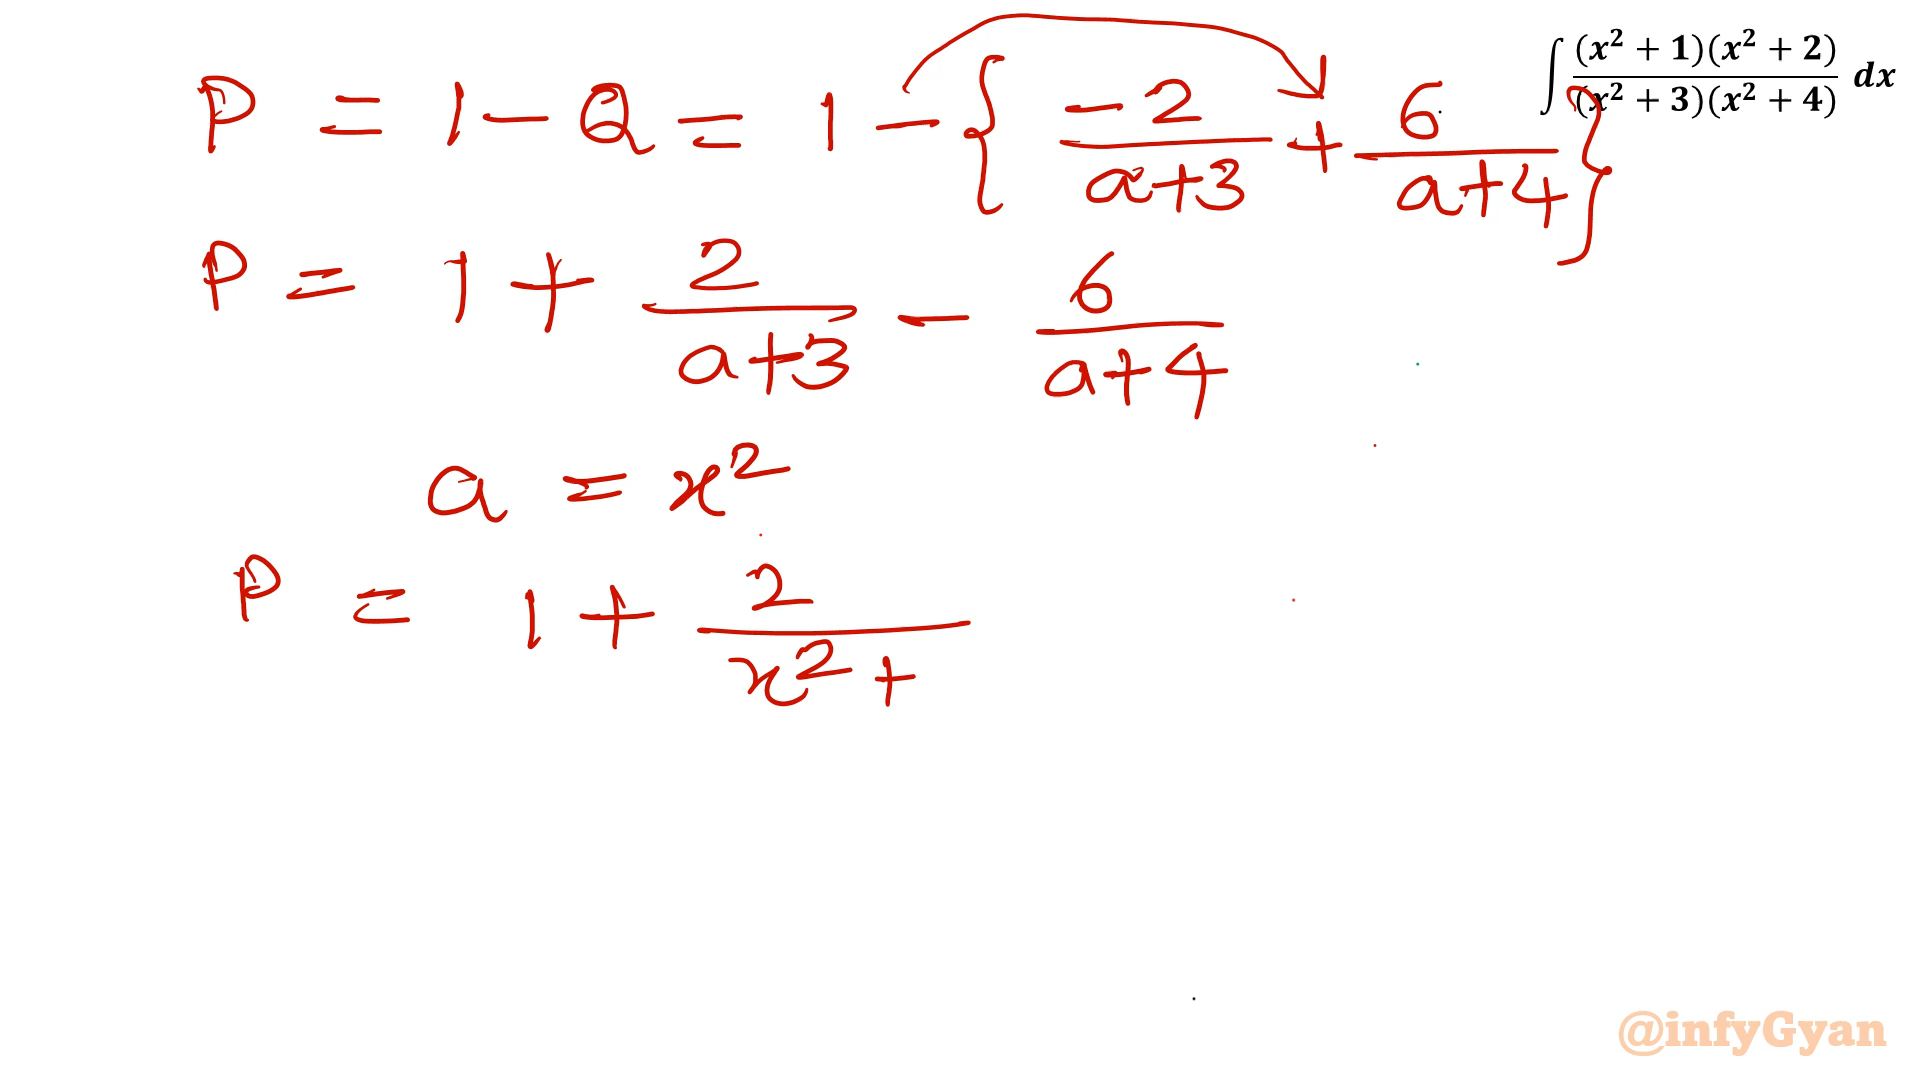 ∫ (x² + 1)(x² + 2) / (x² + 3)(x² + 4) dx
P = 1 - Q = 1 - { -2/(a+3) + 6/(a+4) }
P = 1 + 2/(a+3) - 6/(a+4)
a = x²
P = 1 + 2/(x² +
@infyGyan